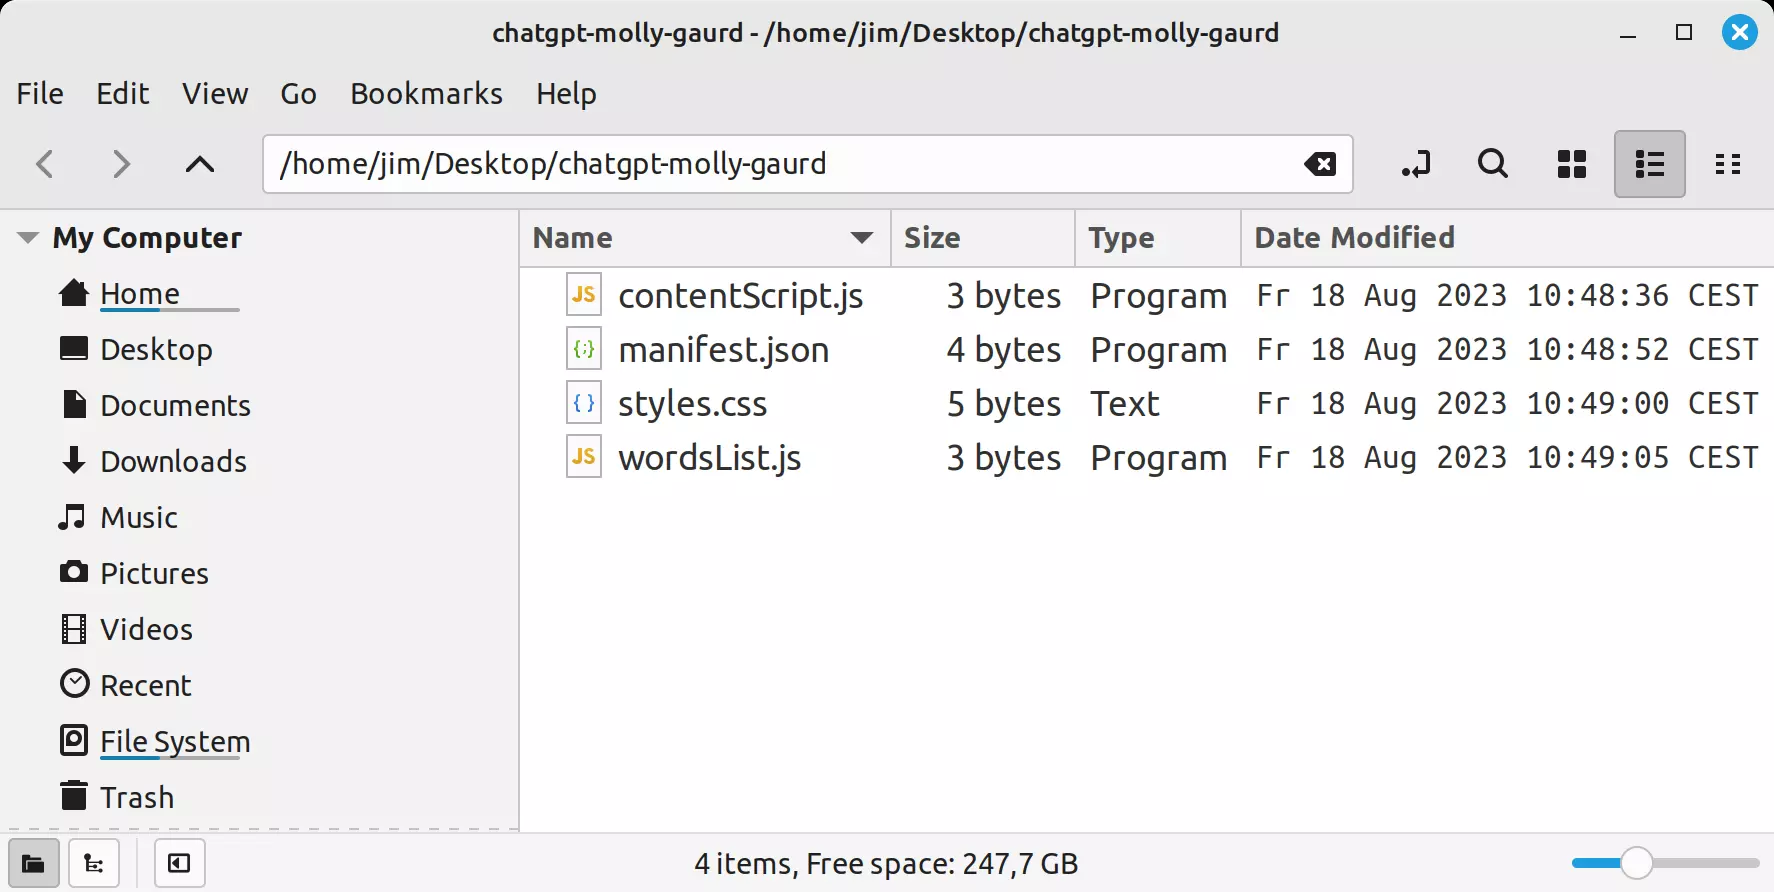 chatgpt-molly-gaurd - /home/jim/Desktop/chatgpt-molly-gaurd
File Edit View Go Bookmarks Help
/home/jim/Desktop/chatgpt-molly-gaurd
My Computer
Home
Desktop
Documents
Downloads
Music
Pictures
Videos
Recent
File System
Trash
Name Size Type Date Modified
JS contentScript.js 3 bytes Program Fr 18 Aug 2023 10:48:36 CEST
{;} manifest.json 4 bytes Program Fr 18 Aug 2023 10:48:52 CEST
{} styles.css 5 bytes Text Fr 18 Aug 2023 10:49:00 CEST
JS wordsList.js 3 bytes Program Fr 18 Aug 2023 10:49:05 CEST
4 items, Free space: 247,7 GB